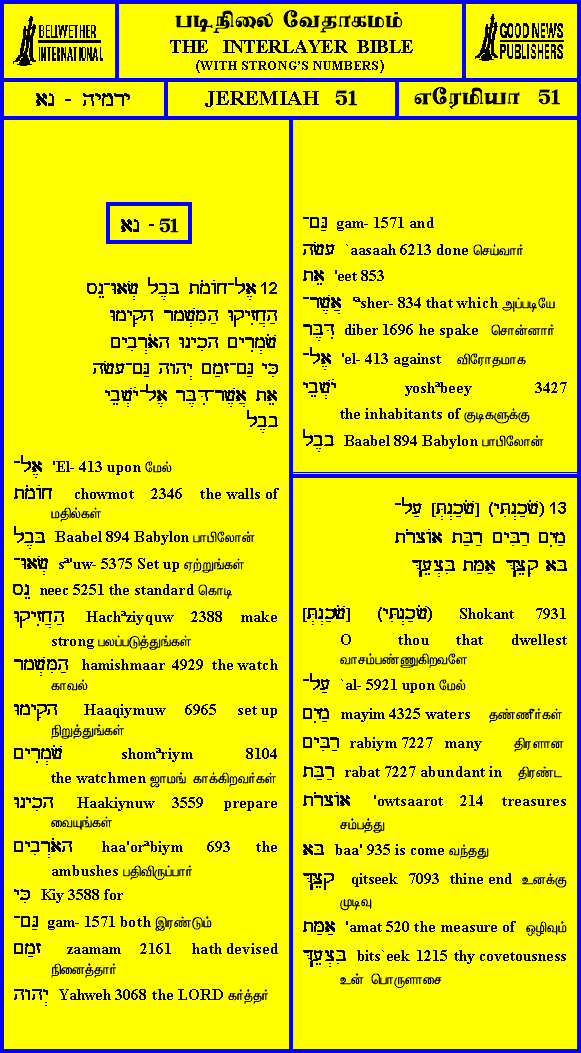 BELLWETHER
INTERNATIONAL
படிநிலை வேதாகமம்
THE INTERLAYER BIBLE
(WITH STRONG'S NUMBERS)
GOOD NEWS
PUBLISHERS
ירמיה - נא
JEREMIAH 51
எரேமியா 51
נא - 51
12 אֶל־חוֹמֹת בָּבֶל שְׂאוּ־נֵס
הַחֲזִיקוּ הַמִּשְׁמָר הָקִימוּ
שֹׁמְרִים הָכִינוּ הָאֹרְבִים
כִּי גַּם־זָמַם יְהוָה גַּם־עָשָׂה
אֵת אֲשֶׁר־דִּבֶּר אֶל־יֹשְׁבֵי
בָבֶל
אֶל־ 'El- 413 upon மேல்
חוֹמֹת chowmot 2346 the walls of
மதில்கள்
בָּבֶל Baabel 894 Babylon பாபிலோன்
שְׂאוּ־ sª'uw- 5375 Set up ஏற்றுங்கள்
נֵס neec 5251 the standard கொடி
הַחֲזִיקוּ Hachªziyquw 2388 make
strong பலப்படுத்துங்கள்
הַמִּשְׁמָר hamishmaar 4929 the watch
காவல்
הָקִימוּ Haaqiymuw 6965 set up
நிறுத்துங்கள்
שֹׁמְרִים shomªriym 8104
the watchmen ஜாமங் காக்கிறவர்கள்
הָכִינוּ Haakiynuw 3559 prepare
வையுங்கள்
הָאֹרְבִים haa'orªbiym 693 the
ambushes பதிவிருப்பார்
כִּי Kiy 3588 for
גַּם־ gam- 1571 both இரண்டும்
זָמַם zaamam 2161 hath devised
நினைத்தார்
יְהוָה Yahweh 3068 the LORD கர்த்தர்
גַּם־ gam- 1571 and
עָשָׂה `aasaah 6213 done செய்வார்
אֵת 'eet 853
אֲשֶׁר־ 'ªsher- 834 that which அப்படியே
דִּבֶּר diber 1696 he spake சொன்னார்
אֶל־ 'el- 413 against விரோதமாக
יֹשְׁבֵי yoshªbeey 3427
the inhabitants of குடிகளுக்கு
בָבֶל Baabel 894 Babylon பாபிலோன்
13 (שֹׁכַנְתִּי) [שֹׁכַנְתְּ] עַל־
מַיִם רַבִּים רַבַּת אוֹצָרֹת
בָּא קִצֵּךְ אַמַּת בִּצְעֵךְ
[שֹׁכַנְתְּ] (שֹׁכַנְתִּי) Shokant 7931
O thou that dwellest
வாசம்பண்ணுகிறவளே
עַל־ `al- 5921 upon மேல்
מַיִם mayim 4325 waters தண்ணீர்கள்
רַבִּים rabiym 7227 many திரளான
רַבַּת rabat 7227 abundant in திரண்ட
אוֹצָרֹת 'owtsaarot 214 treasures
சம்பத்து
בָּא baa' 935 is come வந்தது
קִצֵּךְ qitseek 7093 thine end உனக்கு
முடிவு
אַמַּת 'amat 520 the measure of ஒழிவும்
בִּצְעֵךְ bits`eek 1215 thy covetousness
உன் பொருளாசை